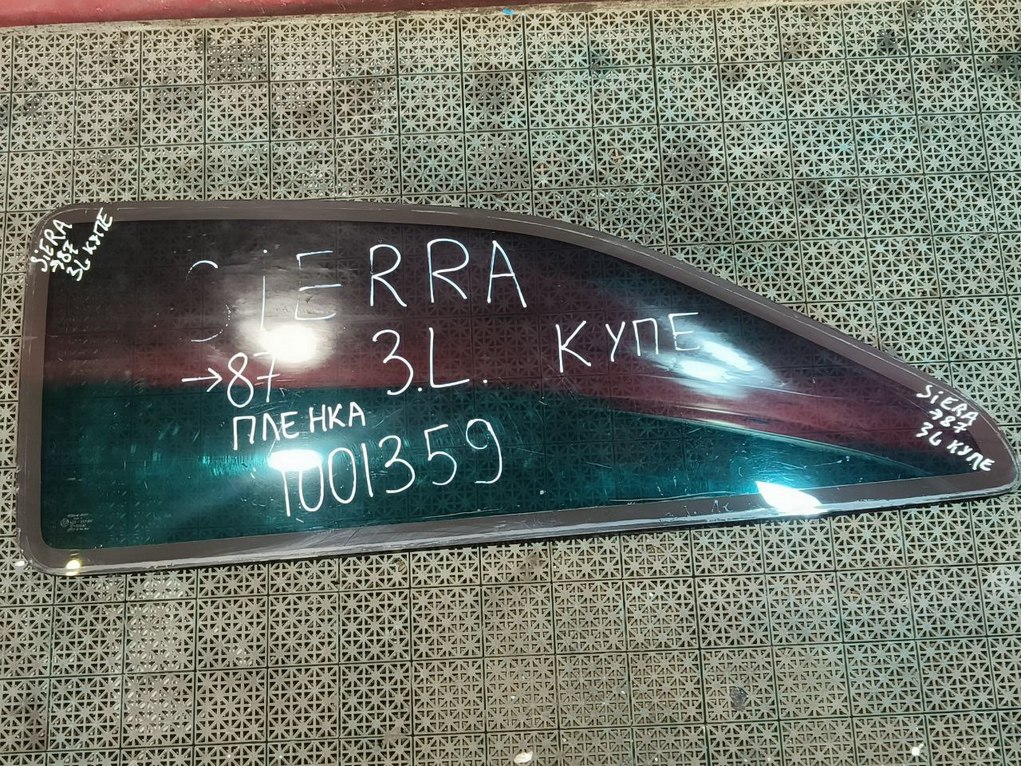 SIERA
>87
3L КУПЕ
SIERRA
→87 3.L. КУПЕ
ПЛЕНКА
1001359
SIERA
>87
3L КУПЕ